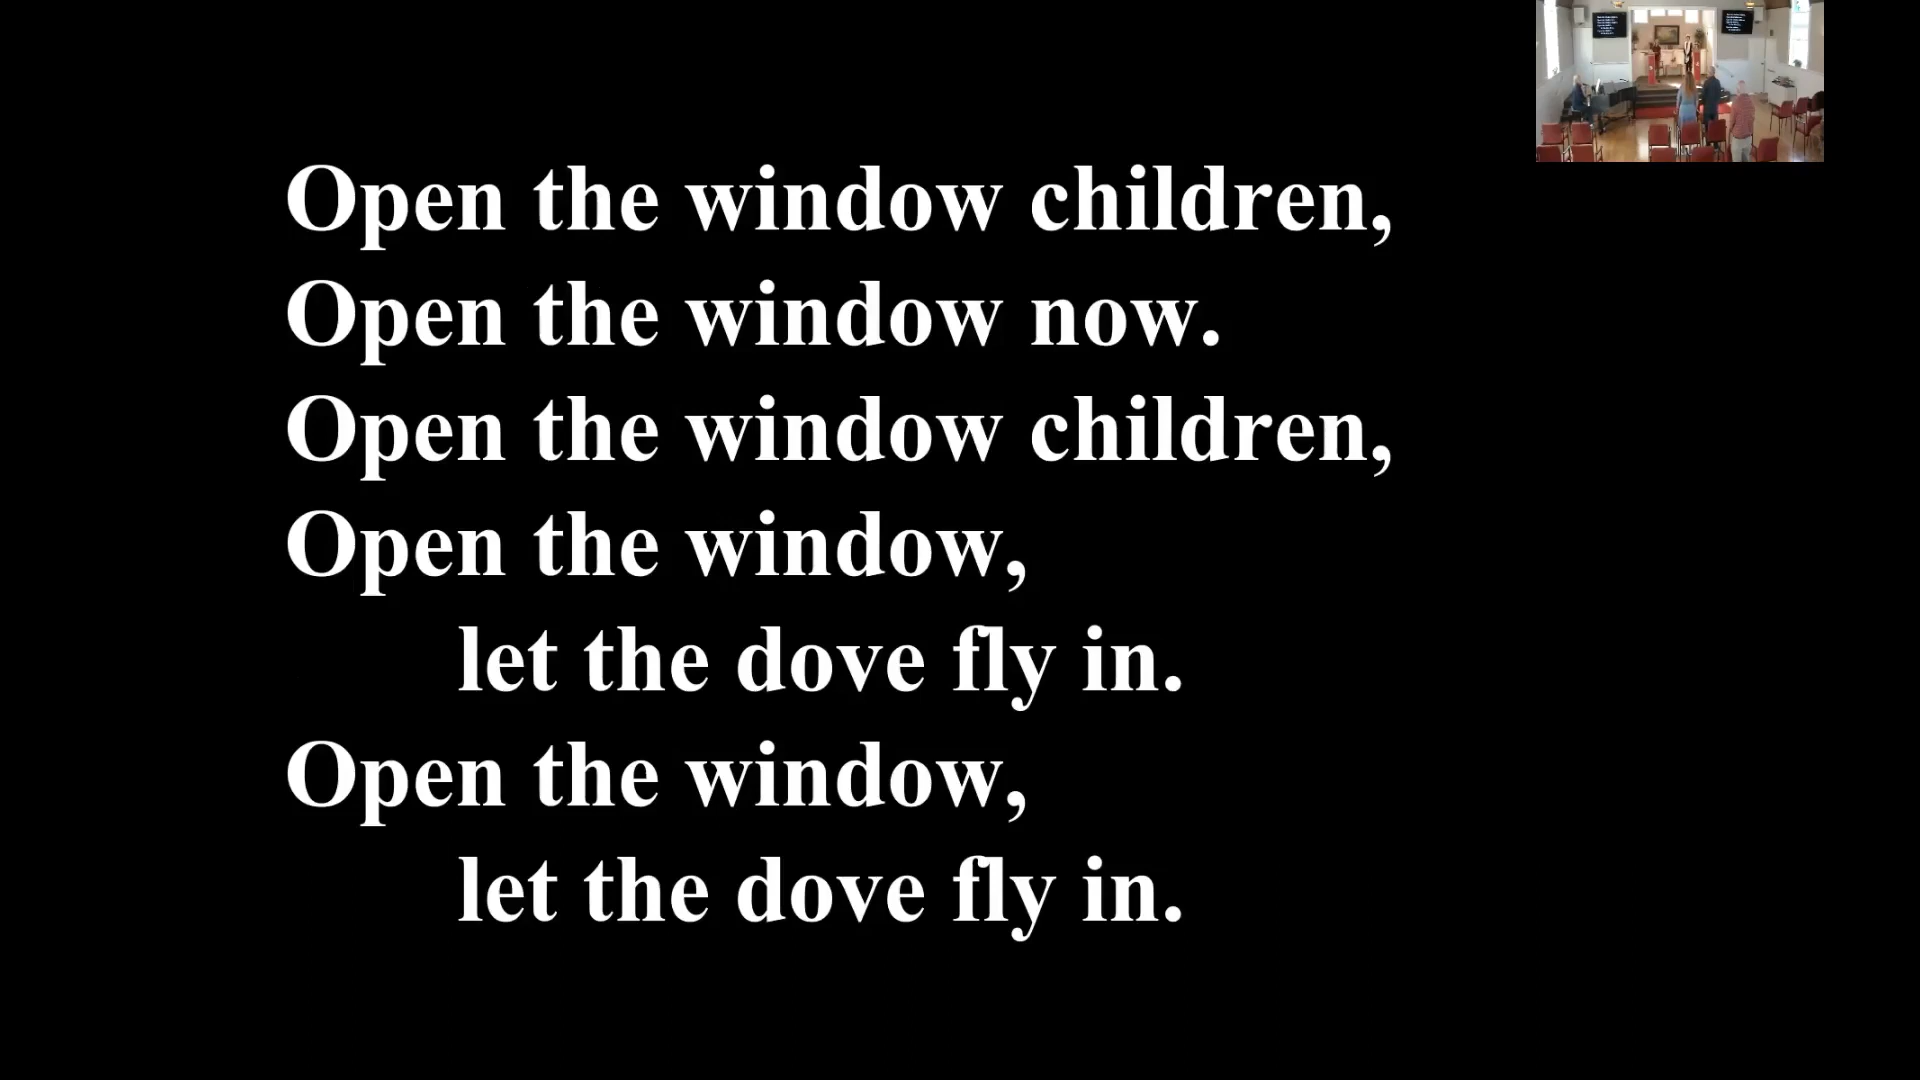 Open the window children,
Open the window now.
Open the window children,
Open the window,
let the dove fly in.
Open the window,
let the dove fly in.